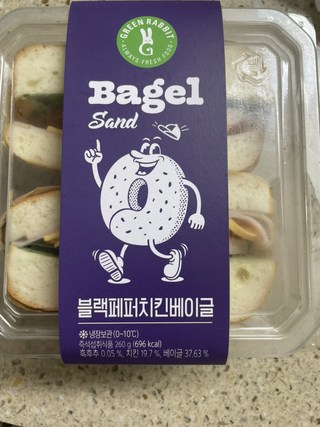 GREEN RABBIT
ALWAYS FRESH FOOD
Bagel
Sand
블랙페퍼치킨베이글
냉장보관(0~10℃)
즉석섭취식품 260 g (696 kcal)
흑후추 0.05 %, 치킨 19.7 %, 베이글 37.63 %